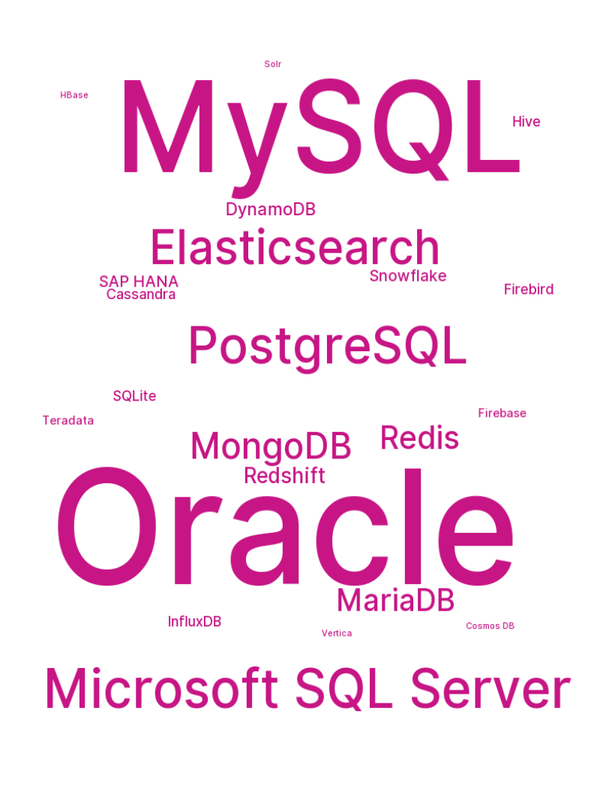 Solr
HBase
MySQL
Hive
DynamoDB
Elasticsearch
Snowflake
SAP HANA
Firebird
Cassandra
PostgreSQL
SQLite
Firebase
Teradata
Redis
MongoDB
Redshift
Oracle
MariaDB
InfluxDB
Cosmos DB
Vertica
Microsoft SQL Server